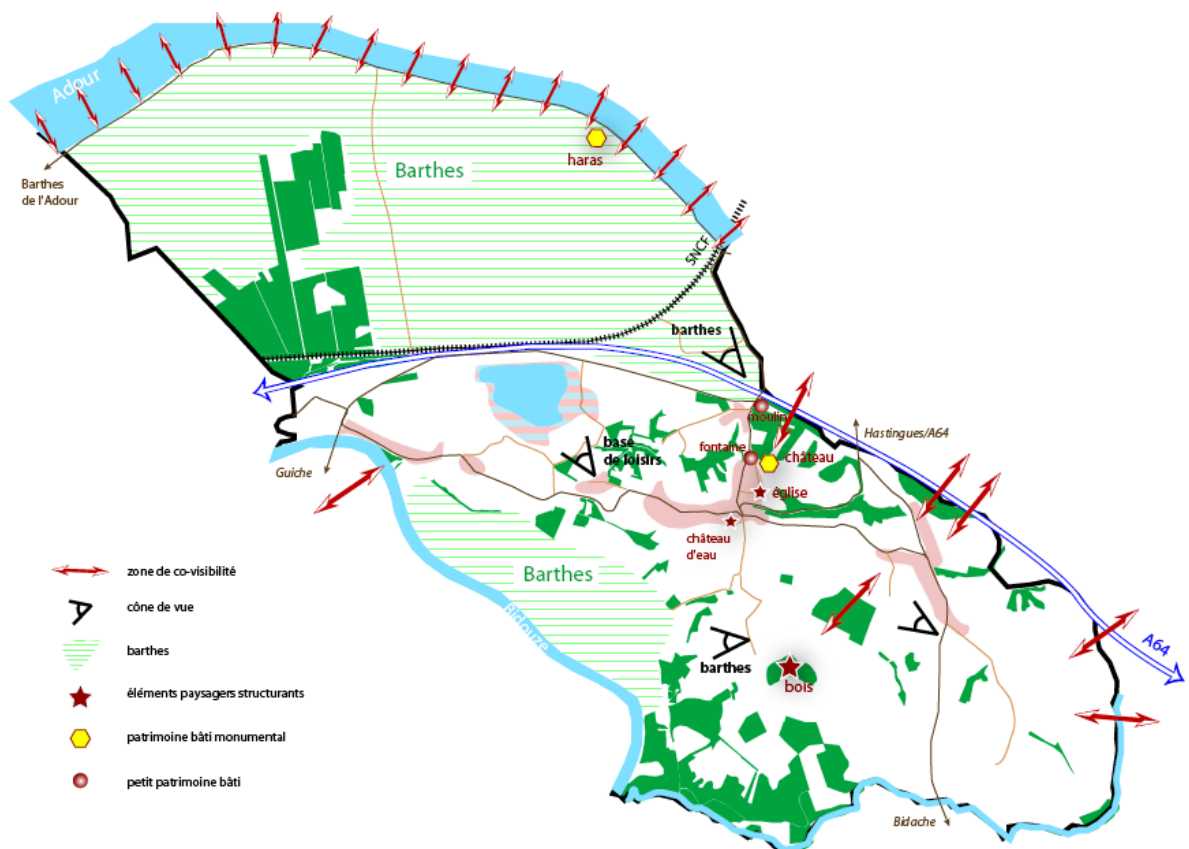 Adour
haras
Barthes
Barthes
de l'Adour
SNCF
barthes
moulin
Hastingues/A64
base
de loisirs
fontaine
château
Guiche
église
château
d'eau
Barthes
Bidouze
A64
barthes
bois
Bidache
zone de co-visibilité
cône de vue
barthes
éléments paysagers structurants
patrimoine bâti monumental
petit patrimoine bâti